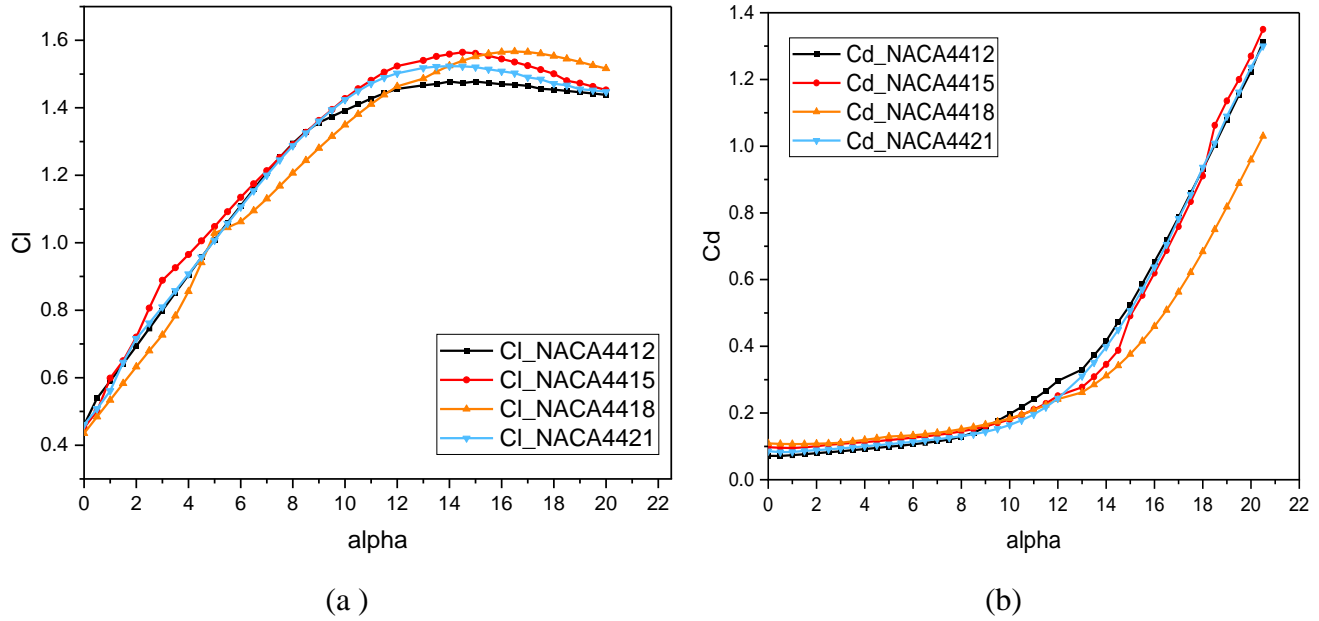 1.6
1.4
1.2
1.0
0.8
0.6
0.4
Cl
0 2 4 6 8 10 12 14 16 18 20 22
alpha
Cl_NACA4412
Cl_NACA4415
Cl_NACA4418
Cl_NACA4421
(a )
1.4
1.2
1.0
0.8
0.6
0.4
0.2
0.0
Cd
0 2 4 6 8 10 12 14 16 18 20 22
alpha
Cd_NACA4412
Cd_NACA4415
Cd_NACA4418
Cd_NACA4421
(b)